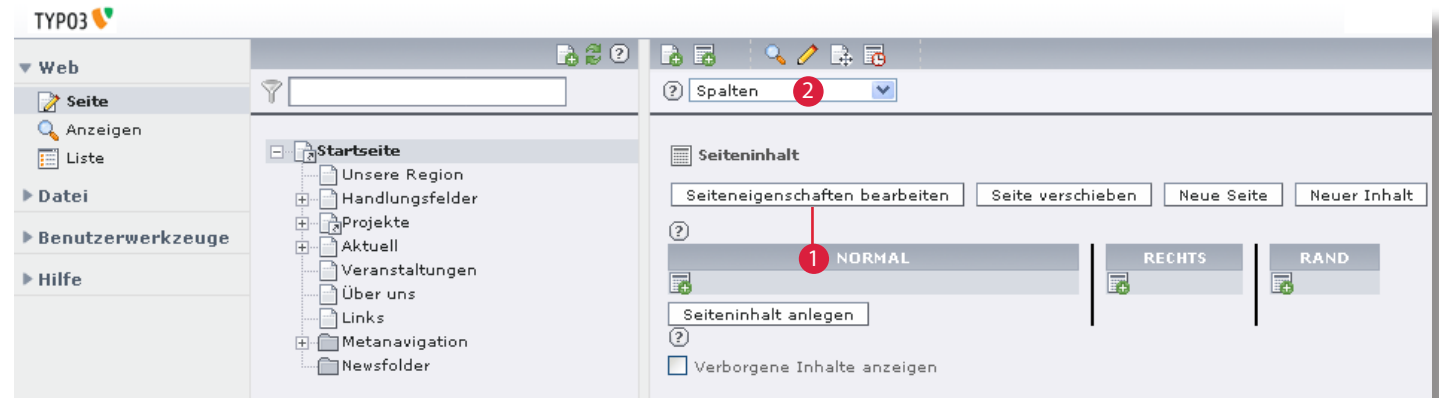 TYPO3
Web
Seite
Anzeigen
Liste
Datei
Benutzerwerkzeuge
Hilfe
?
Startseite
Unsere Region
Handlungsfelder
Projekte
Aktuell
Veranstaltungen
Über uns
Links
Metanavigation
Newsfolder
? Spalten 2
Seiteninhalt
Seiteneigenschaften bearbeiten Seite verschieben Neue Seite Neuer Inhalt
?
1 NORMAL RECHTS RAND
Seiteninhalt anlegen
?
Verborgene Inhalte anzeigen